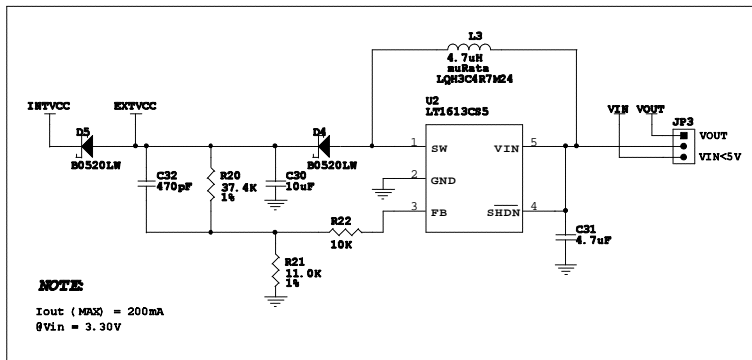 L3
4.7uH
muRata
LQH3C4R7M24
INTVCC
EXTVCC
U2
LT1613CS5
VIN
VOUT
JP3
D5
D4
1
SW
VIN
5
VOUT
B0520LW
B0520LW
VIN<5V
C32
470pF
R20
37.4K
1%
C30
10uF
2
GND
R22
10K
3
FB
SHDN
4
C31
4.7uF
R21
11.0K
1%
NOTE:
Iout (MAX) = 200mA
@Vin = 3.30V